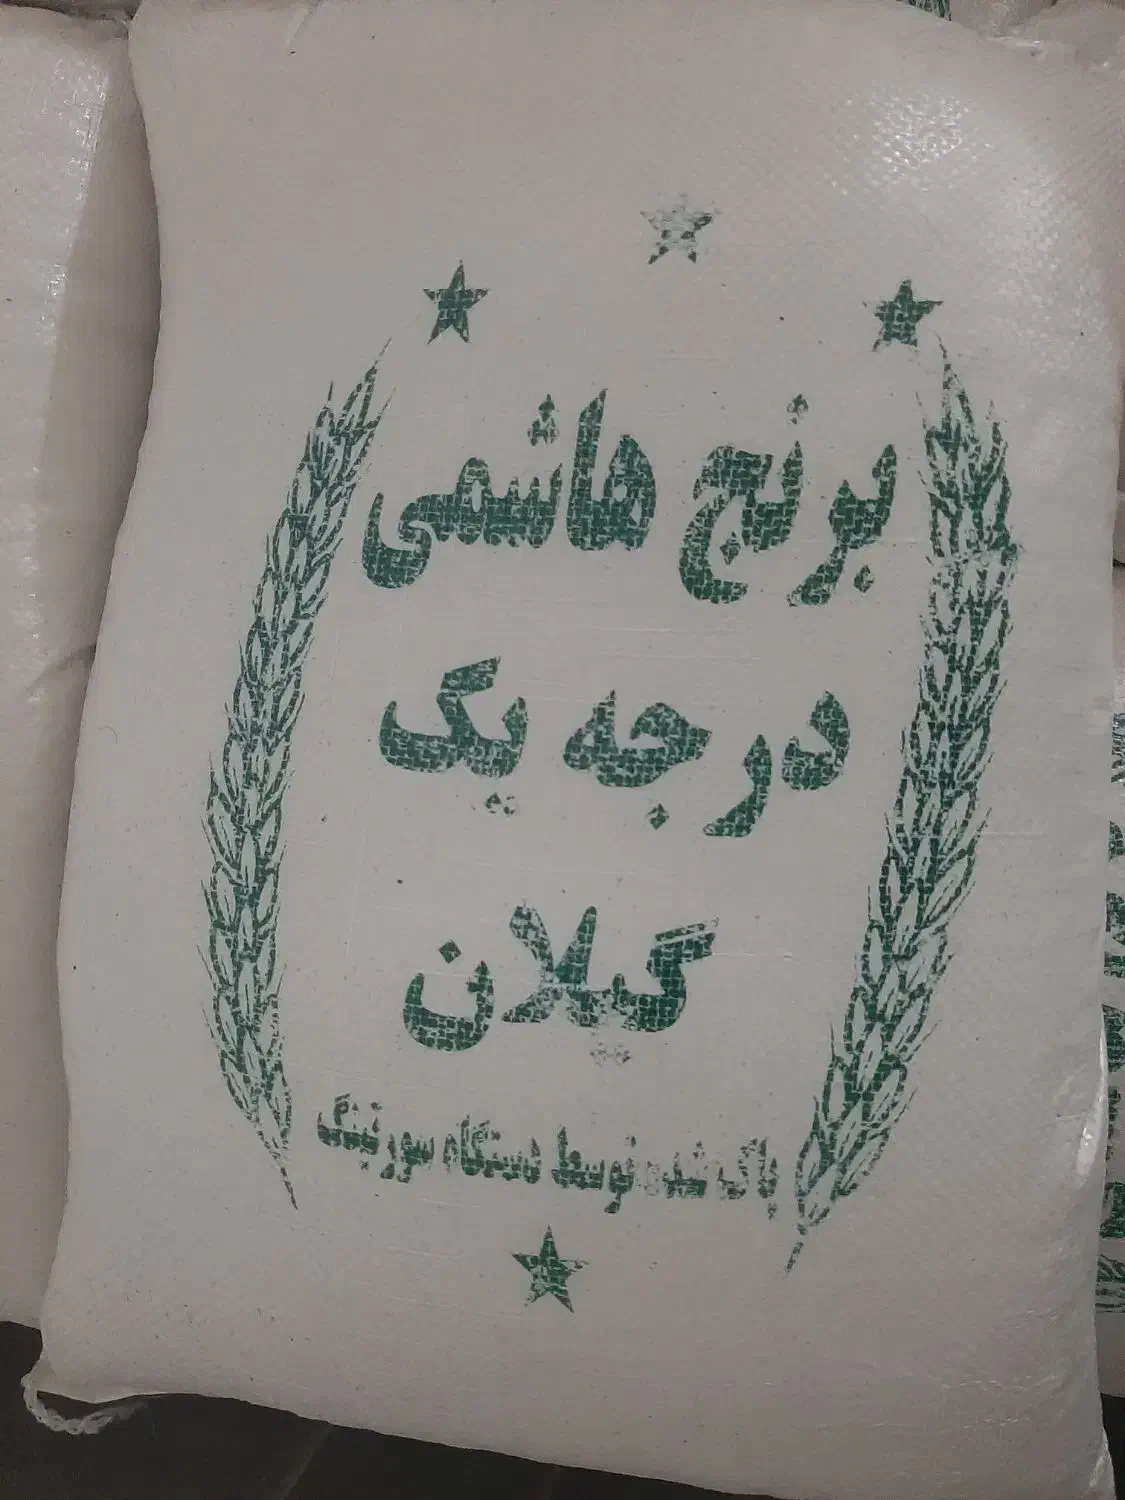 برنج هاشمی
درجه یک
گیلان
پاک شده توسط دستگاه سورتینگ